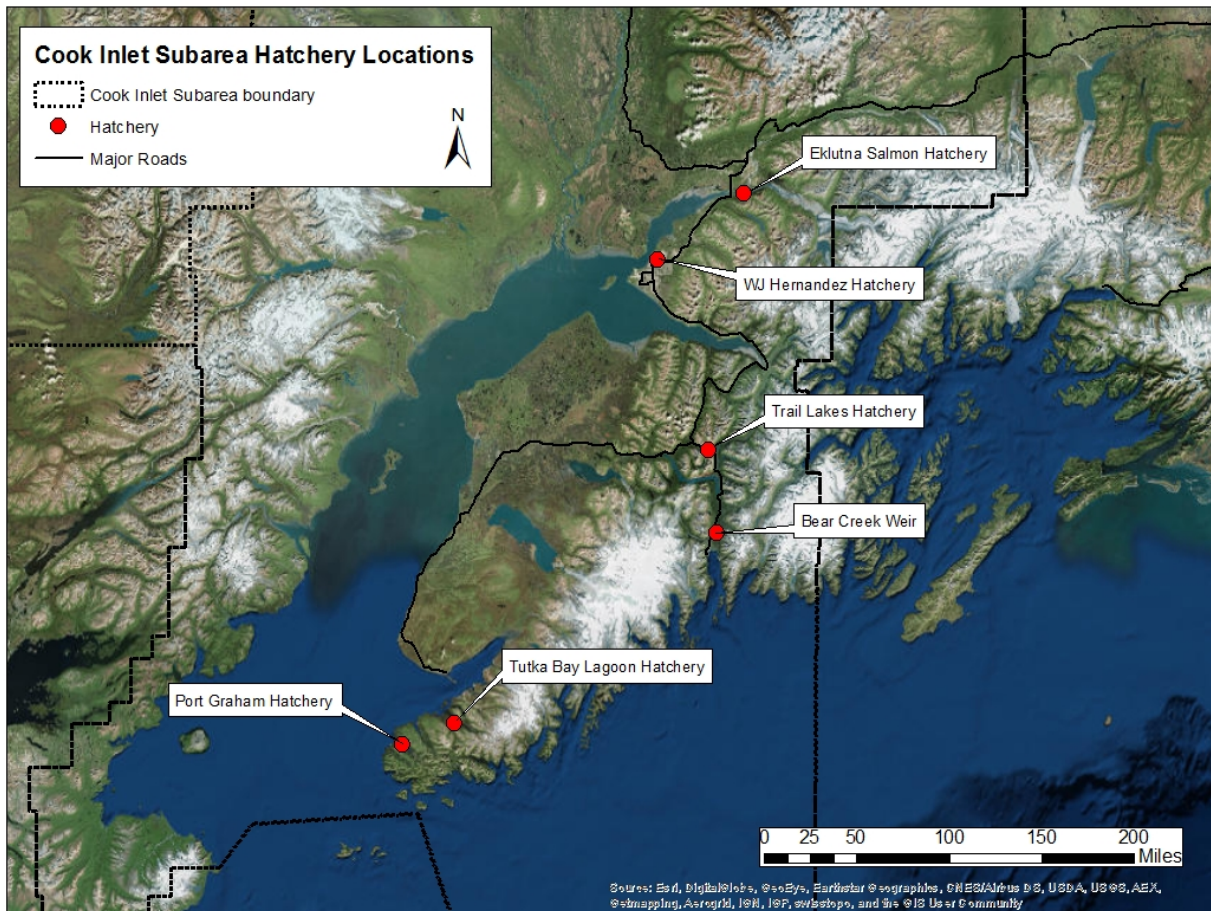 Cook Inlet Subarea Hatchery Locations
Cook Inlet Subarea boundary
Hatchery
Major Roads
N
Eklutna Salmon Hatchery
WJ Hernandez Hatchery
Trail Lakes Hatchery
Bear Creek Weir
Tutka Bay Lagoon Hatchery
Port Graham Hatchery
0 25 50 100 150 200
Miles
Source: Esri, DigitalGlobe, GeoEye, Earthstar Geographics, CNES/Airbus DS, USDA, USGS, AEX,
Getmapping, Aerogrid, IGN, IGP, swisstopo, and the GIS User Community